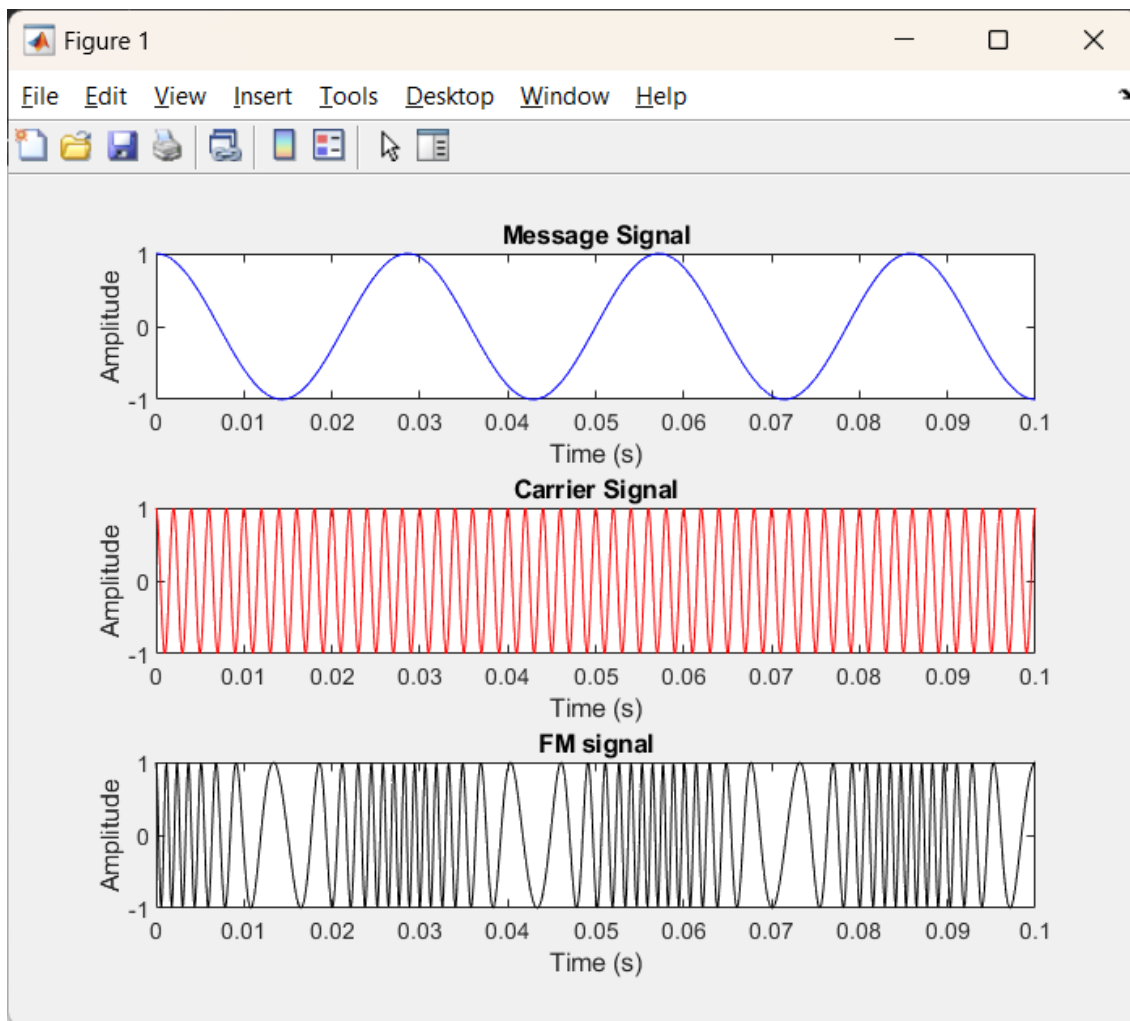 Figure 1
File Edit View Insert Tools Desktop Window Help
Message Signal
Amplitude
1
0
-1
0 0.01 0.02 0.03 0.04 0.05 0.06 0.07 0.08 0.09 0.1
Time (s)
Carrier Signal
Amplitude
1
0
-1
0 0.01 0.02 0.03 0.04 0.05 0.06 0.07 0.08 0.09 0.1
Time (s)
FM signal
Amplitude
1
0
-1
0 0.01 0.02 0.03 0.04 0.05 0.06 0.07 0.08 0.09 0.1
Time (s)